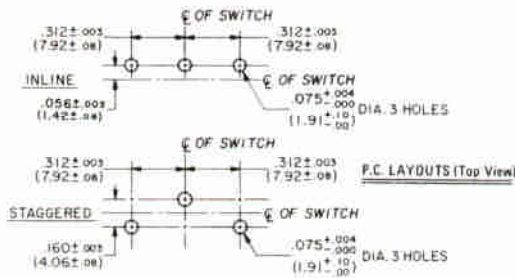 ℄ OF SWITCH
.312±.003 .312±.003
(7.92±.08) (7.92±.08)
INLINE
℄ OF SWITCH
.056±.003
(1.42±.08)
.075+.004 -.000 DIA. 3 HOLES
(1.91+.10 -.00)
℄ OF SWITCH
.312±.003 .312±.003
(7.92±.08) (7.92±.08)
P.C. LAYOUTS (Top View)
STAGGERED
℄ OF SWITCH
.160±.003
(4.06±.08)
.075+.004 -.000 DIA. 3 HOLES
(1.91+.10 -.00)